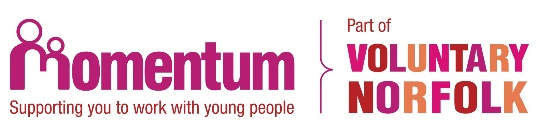 momentum
Supporting you to work with young people
Part of
VOLUNTARY
NORFOLK